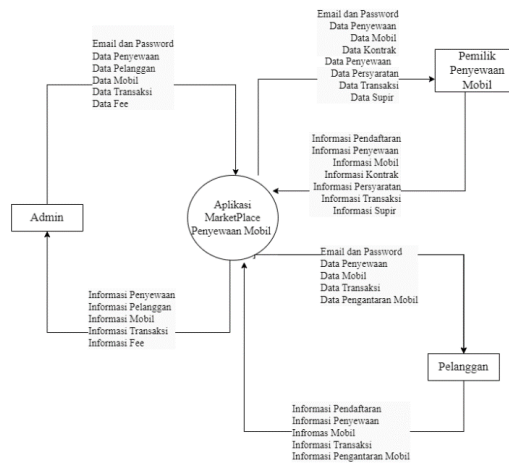 Email dan Password
Data Penyewaan
Data Pelanggan
Data Mobil
Data Transaksi
Data Fee
Email dan Password
Data Penyewaan
Data Mobil
Data Kontrak
Data Penyewaan
Data Persyaratan
Data Transaksi
Data Supir
Pemilik
Penyewaan
Mobil
Informasi Pendaftaran
Informasi Penyewaan
Informasi Mobil
Informasi Kontrak
Informasi Persyaratan
Informasi Transaksi
Informasi Supir
Admin
Aplikasi
MarketPlace
Penyewaan Mobil
Email dan Password
Data Penyewaan
Data Mobil
Data Transaksi
Data Pengantaran Mobil
Informasi Penyewaan
Informasi Pelanggan
Informasi Mobil
Informasi Transaksi
Informasi Fee
Pelanggan
Informasi Pendaftaran
Informasi Penyewaan
Infromas Mobil
Informasi Transaksi
Informasi Pengantaran Mobil